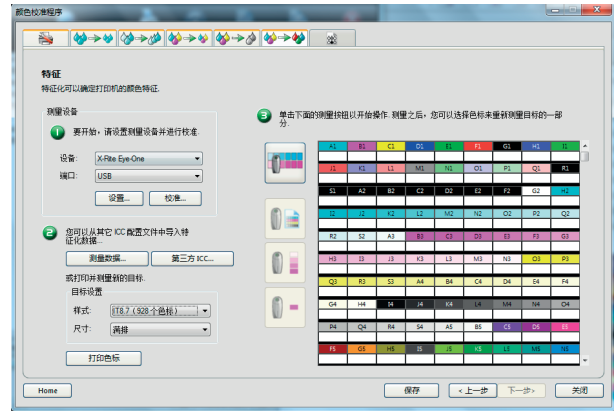 颜色校准程序
特征
特征化可以确定打印机的颜色特征.
测量设备
1 要开始，请设置测量设备并进行校准.
设备: X-Rite Eye-One
端口: USB
设置... 校准...
2 您可以从其它 ICC 配置文件中导入特
征化数据...
测量数据... 第三方 ICC...
或打印并测量新的目标.
目标设置
样式: IT8.7（928 个色标）
尺寸: 满排
打印色标
3 单击下面的测量按钮以开始操作. 测量之后，您可以选择色标来重新测量目标的一部
分.
A1 B1 C1 D1 E1 F1 G1 H1 I1
J1 K1 L1 M1 N1 O1 P1 Q1 R1
S1 A2 B2 C2 D2 E2 F2 G2 H2
I2 J2 K2 L2 M2 N2 O2 P2 Q2
R2 S2 A3 B3 C3 D3 E3 F3 G3
H3 I3 J3 K3 L3 M3 N3 O3 P3
Q3 R3 S3 A4 B4 C4 D4 E4 F4
G4 H4 I4 J4 K4 L4 M4 N4 O4
P4 Q4 R4 S4 A5 B5 C5 D5 E5
F5 G5 H5 I5 J5 K5 L5 M5 N5
Home 保存 <上一步 下一步> 关闭